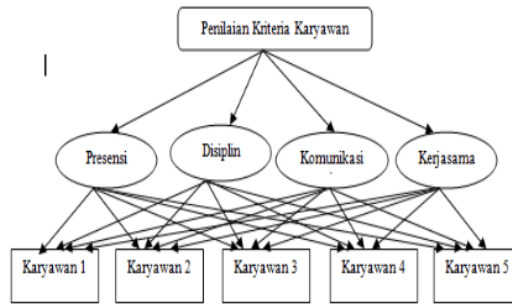 Penilaian Kriteria Karyawan
Presensi
Disiplin
Komunikasi
Kerjasama
Karyawan 1
Karyawan 2
Karyawan 3
Karyawan 4
Karyawan 5